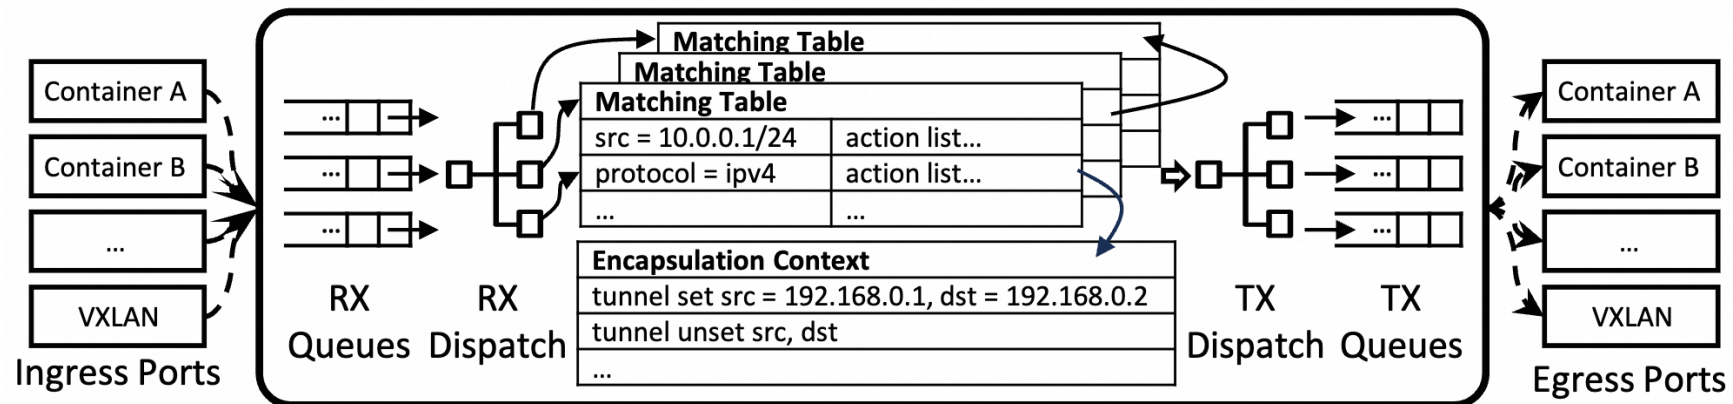 Container A
Container B
...
VXLAN
Ingress Ports
...
...
...
RX
Queues
RX
Dispatch
Matching Table
Matching Table
Matching Table
src = 10.0.0.1/24 action list...
protocol = ipv4 action list...
... ...
Encapsulation Context
tunnel set src = 192.168.0.1, dst = 192.168.0.2
tunnel unset src, dst
...
TX
Dispatch
...
...
...
TX
Queues
Container A
Container B
...
VXLAN
Egress Ports